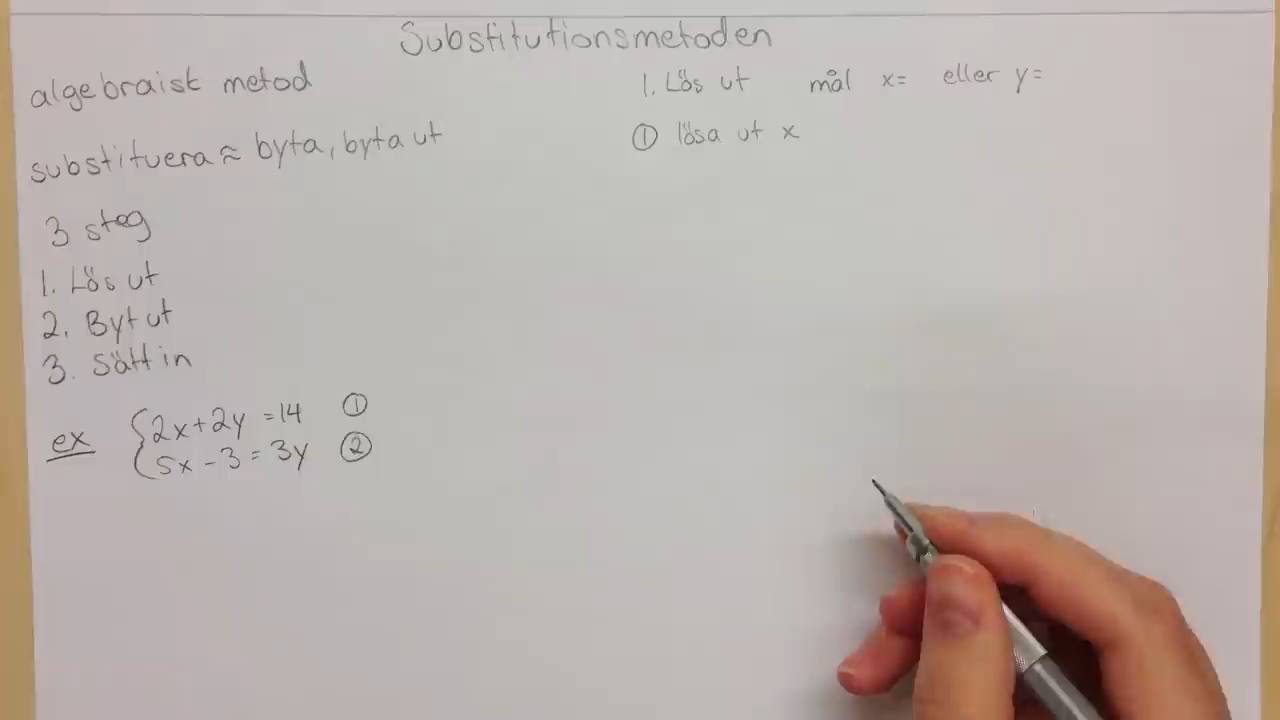 Substitutionsmetoden
algebraisk metod
substituera ≈ byta, byta ut
3 steg
1. Lös ut
2. Byt ut
3. Sätt in
ex { 2x+2y =14 ①
5x - 3 = 3y ②
1. Lös ut mål x= eller y=
① lösa ut x